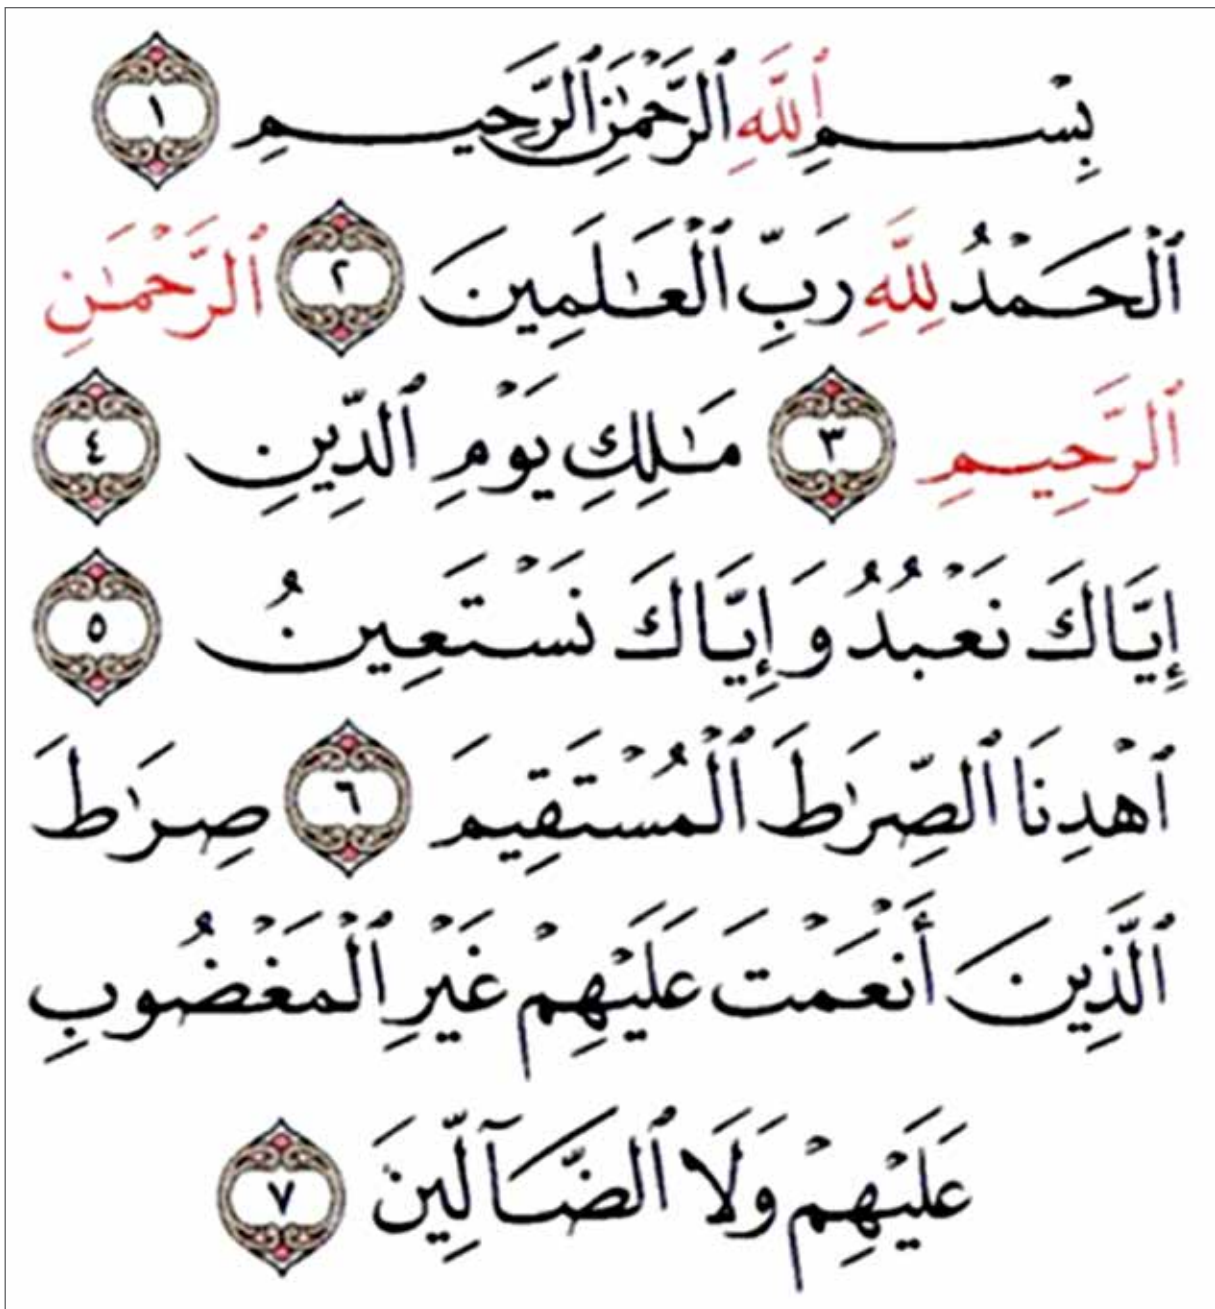 بِسْمِ ٱللَّهِ ٱلرَّحْمَٰنِ ٱلرَّحِيمِ ١
ٱلْحَمْدُ لِلَّهِ رَبِّ ٱلْعَٰلَمِينَ ٢ ٱلرَّحْمَٰنِ
ٱلرَّحِيمِ ٣ مَٰلِكِ يَوْمِ ٱلدِّينِ ٤
إِيَّاكَ نَعْبُدُ وَإِيَّاكَ نَسْتَعِينُ ٥
ٱهْدِنَا ٱلصِّرَٰطَ ٱلْمُسْتَقِيمَ ٦ صِرَٰطَ
ٱلَّذِينَ أَنْعَمْتَ عَلَيْهِمْ غَيْرِ ٱلْمَغْضُوبِ
عَلَيْهِمْ وَلَا ٱلضَّآلِّينَ ٧